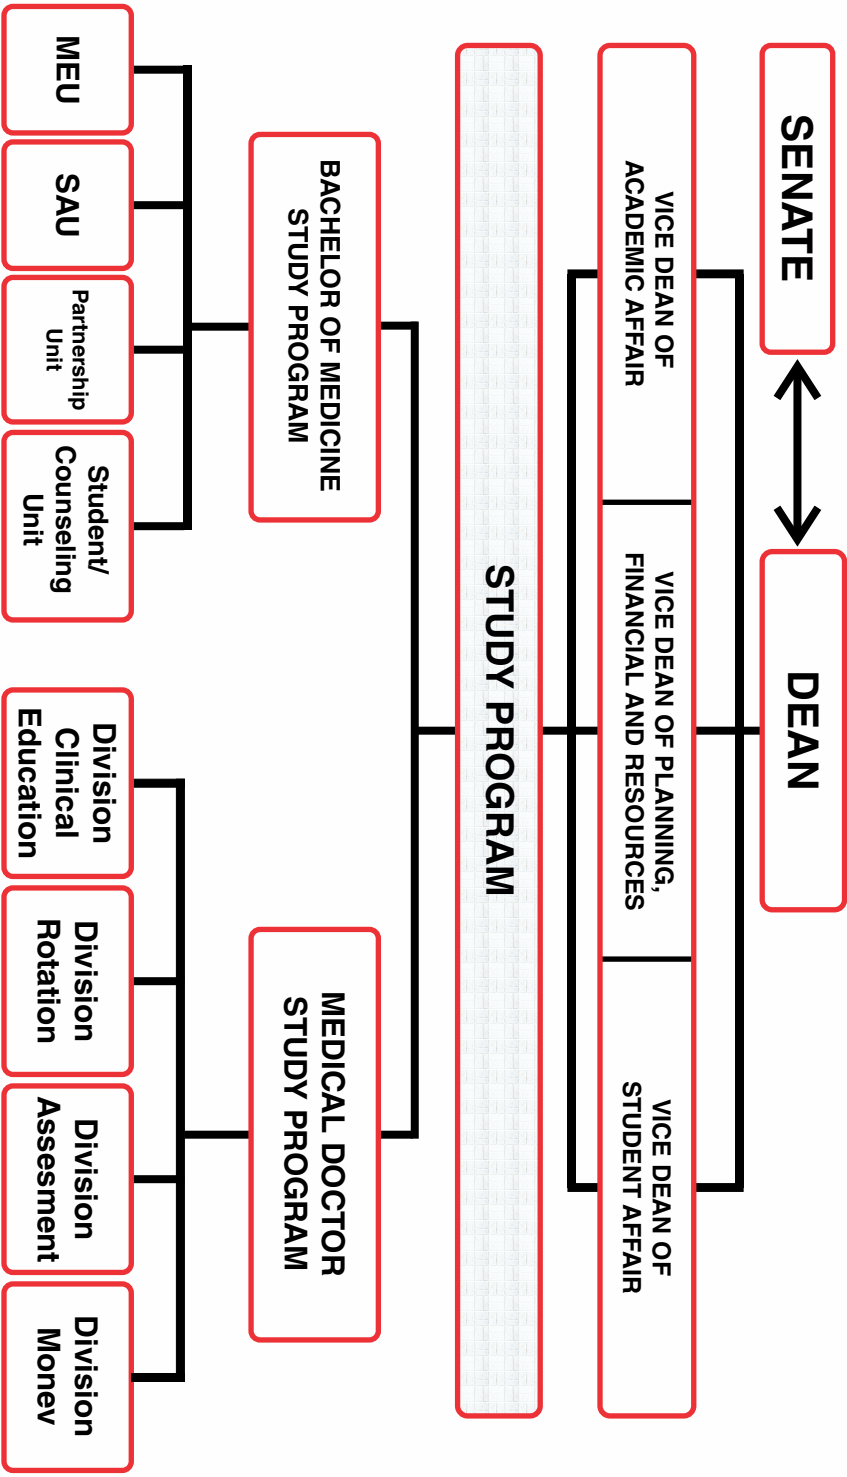 SENATE
DEAN
VICE DEAN OF
ACADEMIC AFFAIR
VICE DEAN OF PLANNING,
FINANCIAL AND RESOURCES
VICE DEAN OF
STUDENT AFFAIR
STUDY PROGRAM
BACHELOR OF MEDICINE
STUDY PROGRAM
MEDICAL DOCTOR
STUDY PROGRAM
MEU
SAU
Partnership
Unit
Student/
Counseling
Unit
Division
Clinical
Education
Division
Rotation
Division
Assesment
Division
Monev